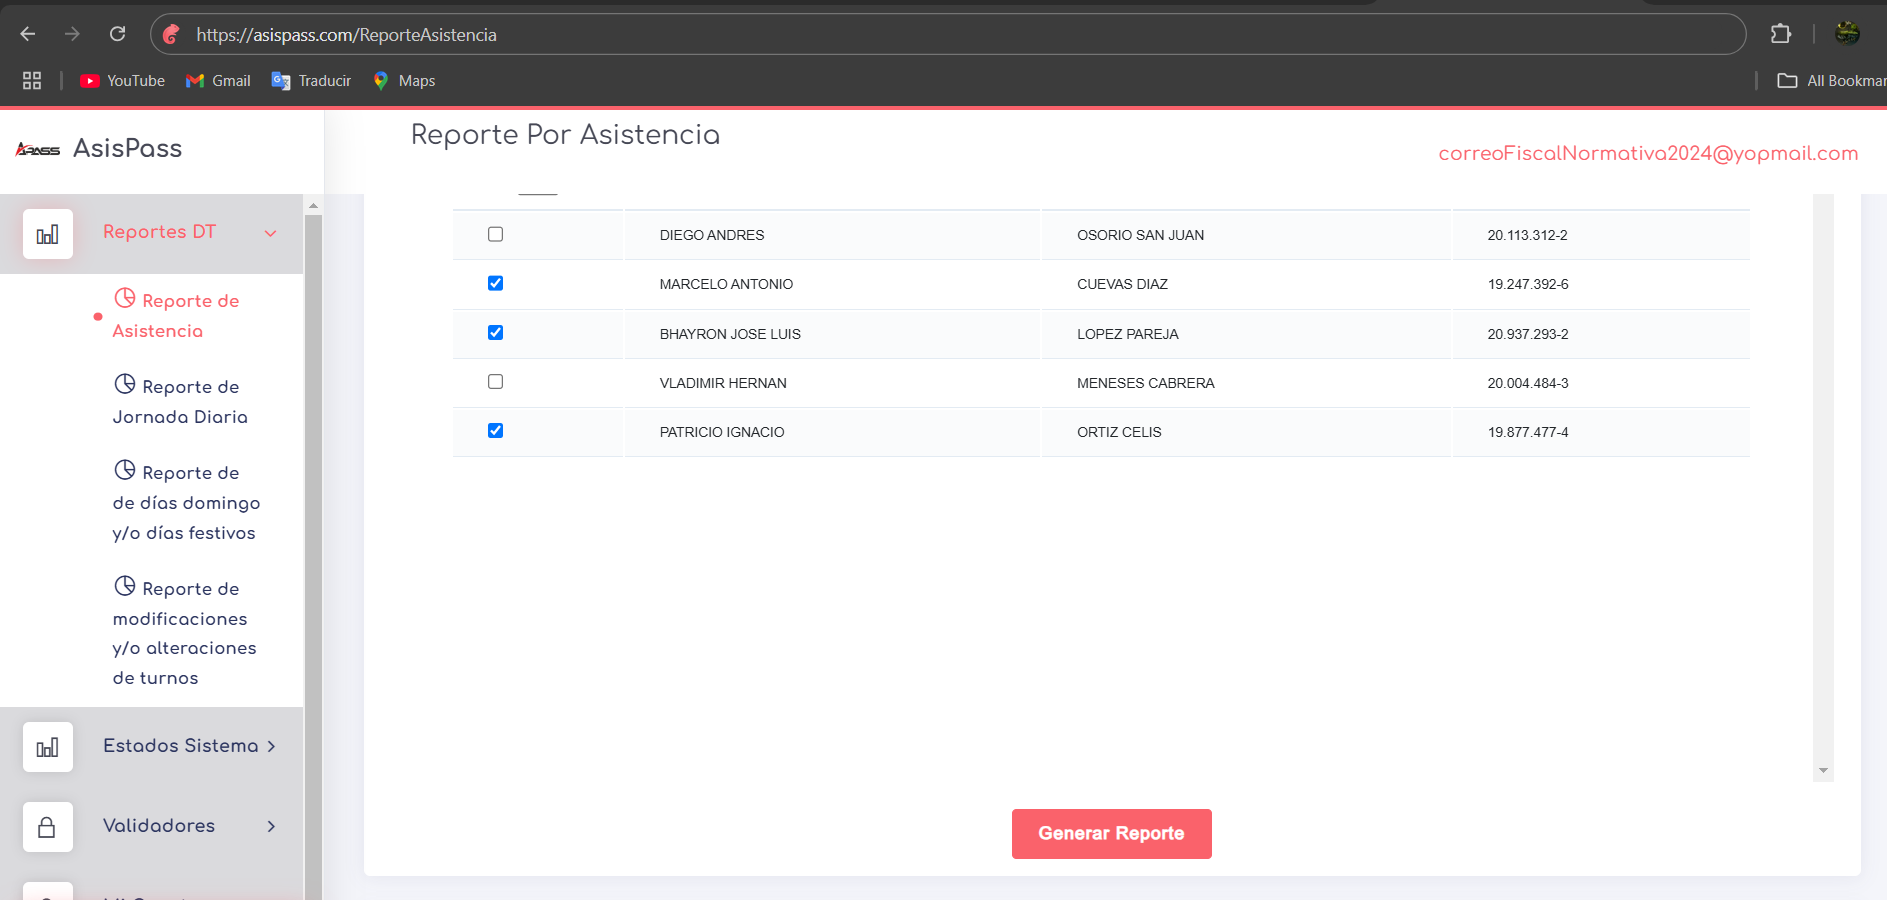 https://asispass.com/ReporteAsistencia
YouTube
Gmail
Traducir
Maps
All Bookmar
APASS
AsisPass
Reporte Por Asistencia
correoFiscalNormativa2024@yopmail.com
Reportes DT
Reporte de
Asistencia
Reporte de
Jornada Diaria
Reporte de
de días domingo
y/o días festivos
Reporte de
modificaciones
y/o alteraciones
de turnos
Estados Sistema
Validadores
DIEGO ANDRES OSORIO SAN JUAN 20.113.312-2
MARCELO ANTONIO CUEVAS DIAZ 19.247.392-6
BHAYRON JOSE LUIS LOPEZ PAREJA 20.937.293-2
VLADIMIR HERNAN MENESES CABRERA 20.004.484-3
PATRICIO IGNACIO ORTIZ CELIS 19.877.477-4
Generar Reporte